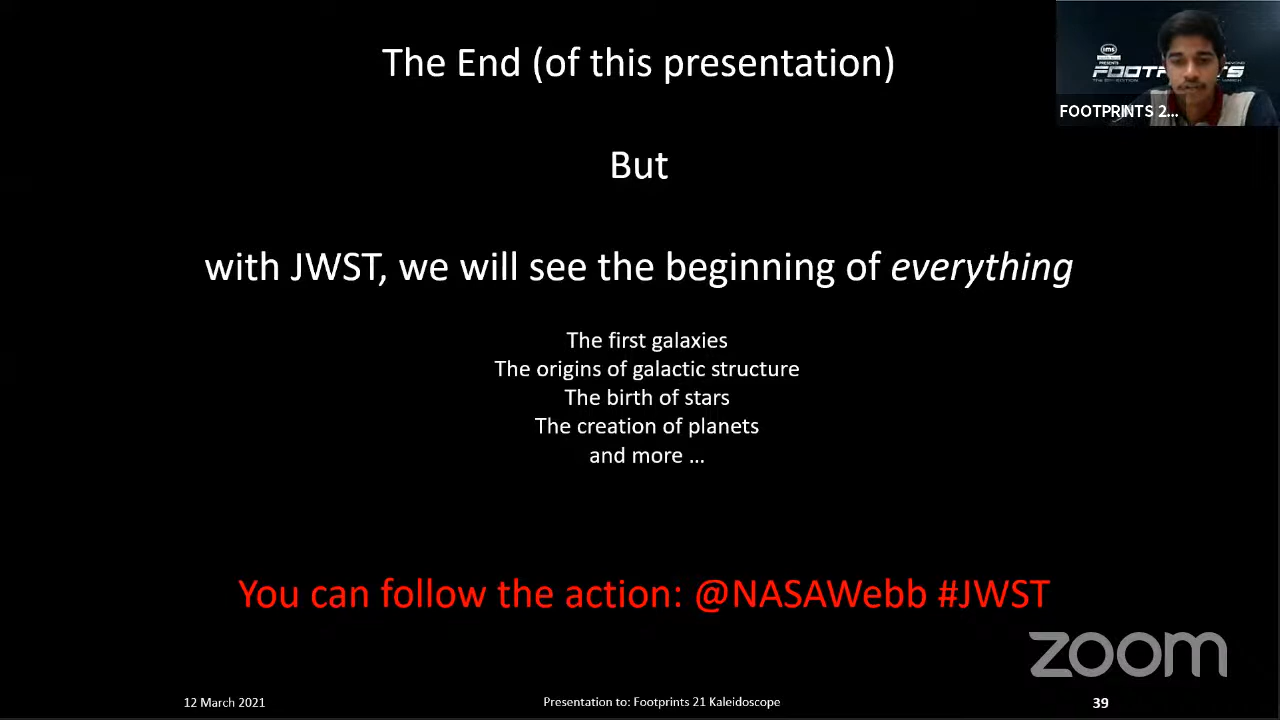 The End (of this presentation)
But
with JWST, we will see the beginning of everything
The first galaxies
The origins of galactic structure
The birth of stars
The creation of planets
and more ...
You can follow the action: @NASAWebb #JWST
zoom
12 March 2021
Presentation to: Footprints 21 Kaleidoscope
39
ims
PRESENTS
FOOTPRINTS 2...